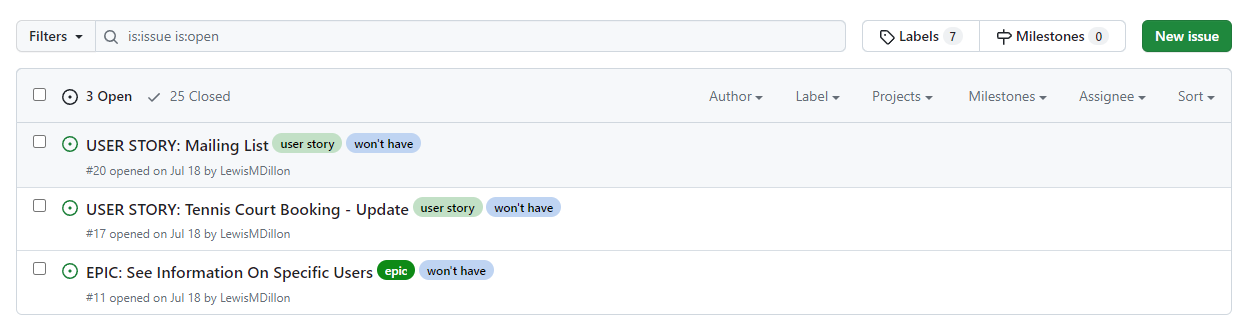 Filters is:issue is:open Labels 7 Milestones 0 New issue
3 Open 25 Closed Author Label Projects Milestones Assignee Sort
USER STORY: Mailing List user story won't have
#20 opened on Jul 18 by LewisMDillon
USER STORY: Tennis Court Booking - Update user story won't have
#17 opened on Jul 18 by LewisMDillon
EPIC: See Information On Specific Users epic won't have
#11 opened on Jul 18 by LewisMDillon